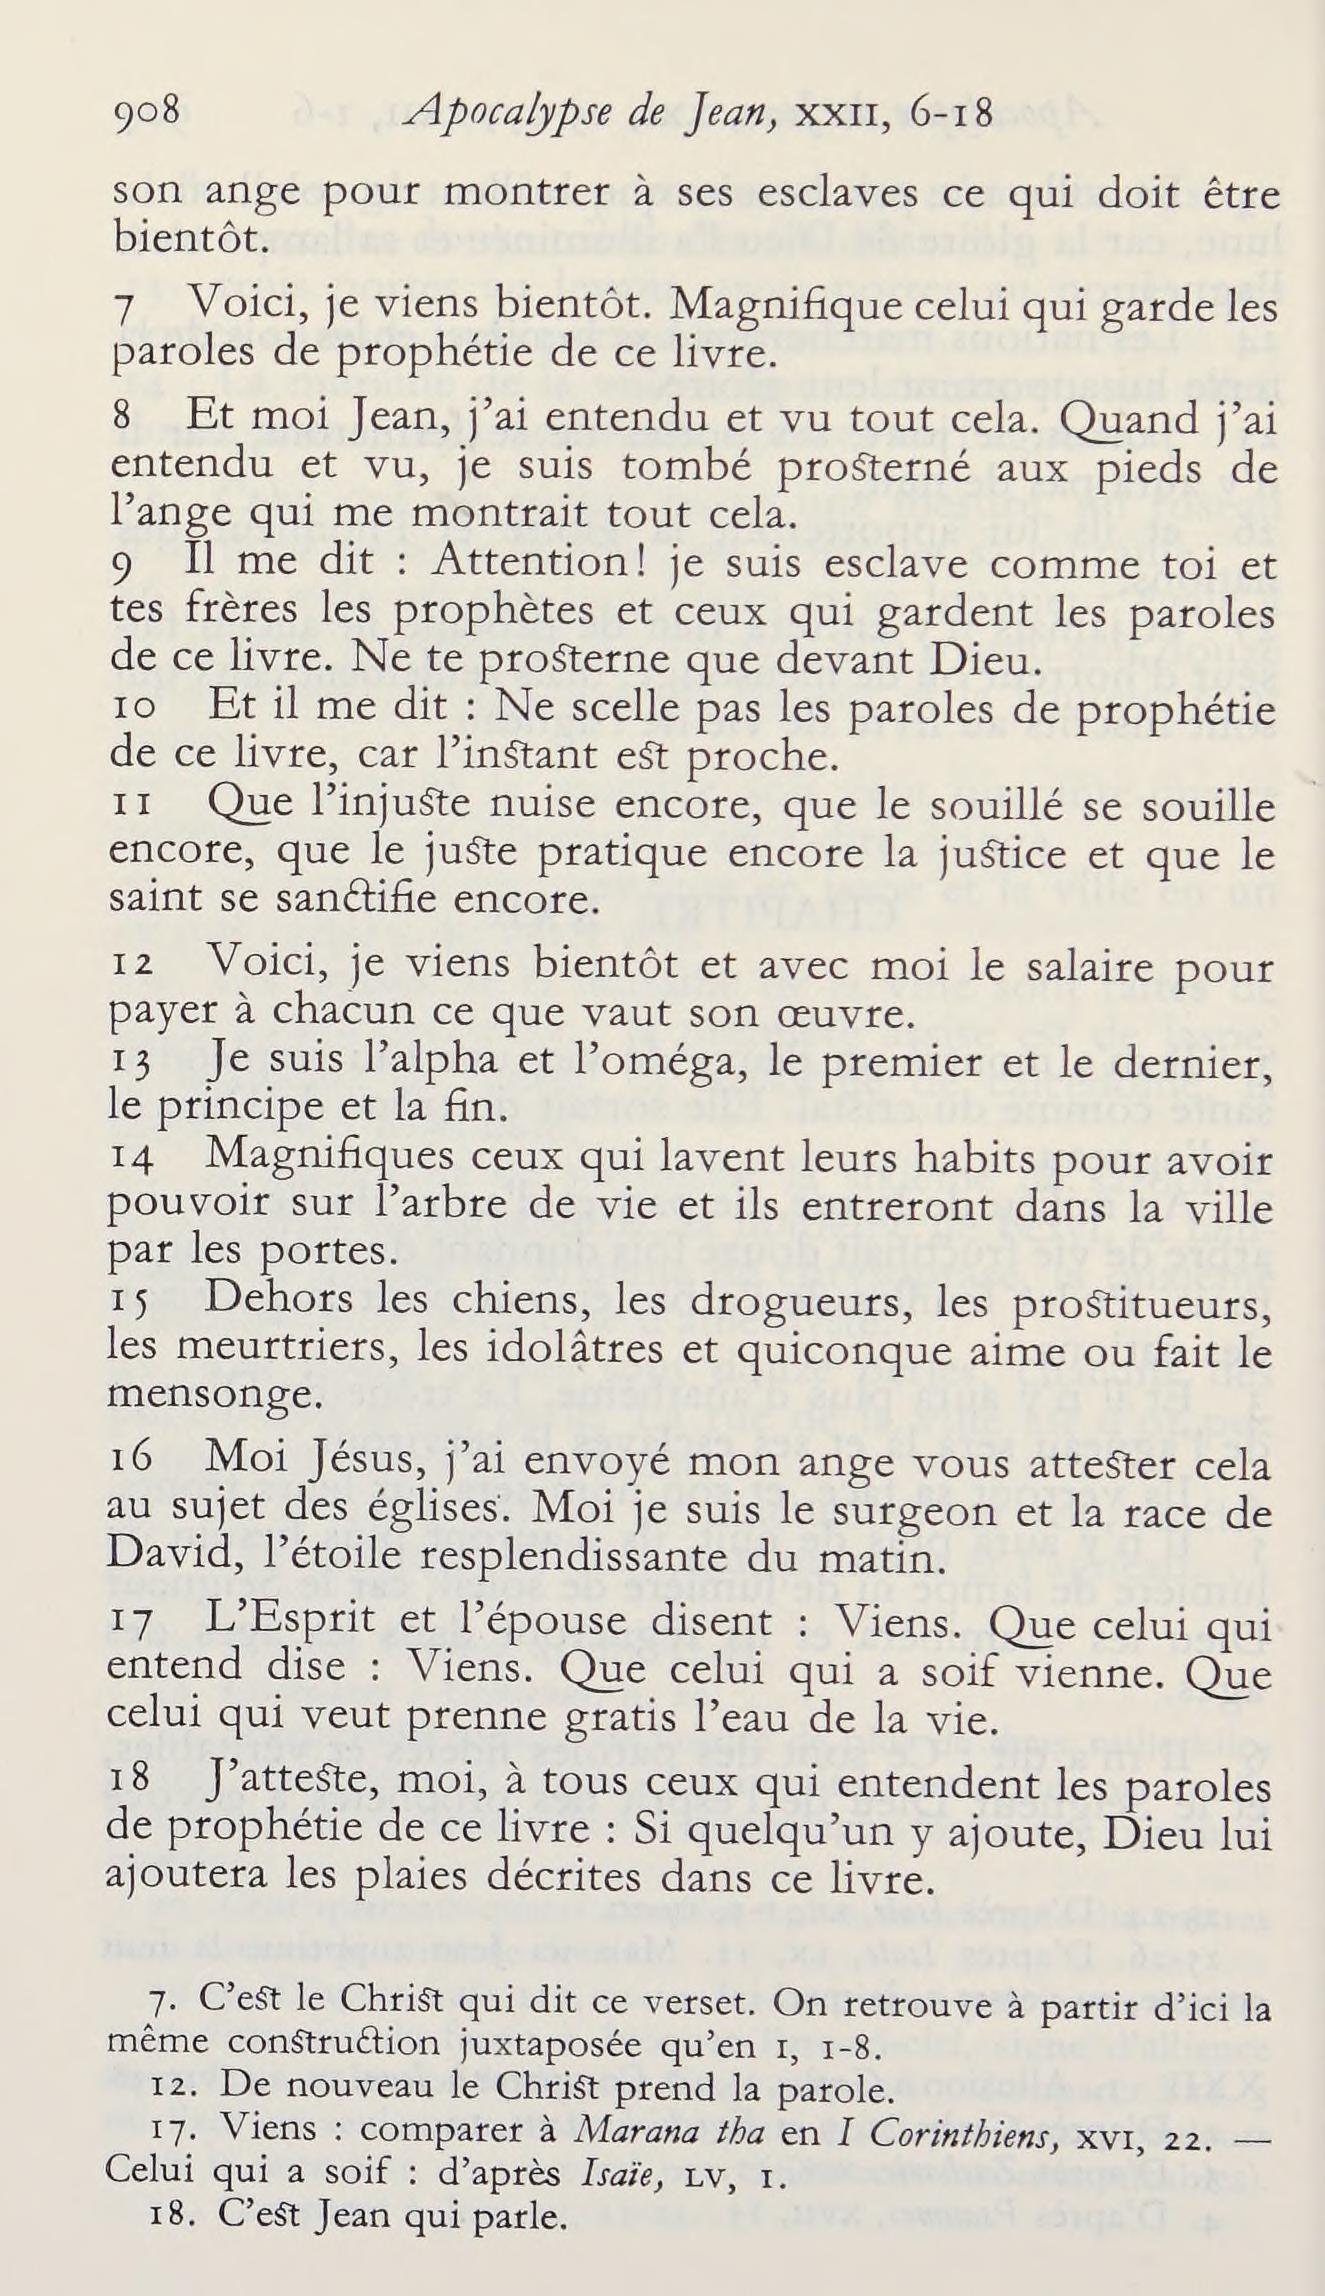 908 Apocalypse de Jean, XXII, 6-18
son ange pour montrer à ses esclaves ce qui doit être
bientôt.
7 Voici, je viens bientôt. Magnifique celui qui garde les
paroles de prophétie de ce livre.
8 Et moi Jean, j’ai entendu et vu tout cela. Quand j’ai
entendu et vu, je suis tombé prosterné aux pieds de
l’ange qui me montrait tout cela.
9 Il me dit : Attention! je suis esclave comme toi et
tes frères les prophètes et ceux qui gardent les paroles
de ce livre. Ne te prosterne que devant Dieu.
10 Et il me dit : Ne scelle pas les paroles de prophétie
de ce livre, car l’instant est proche.
11 Que l’injuste nuise encore, que le souillé se souille
encore, que le juste pratique encore la justice et que le
saint se sanctifie encore.
12 Voici, je viens bientôt et avec moi le salaire pour
payer à chacun ce que vaut son œuvre.
13 Je suis l’alpha et l’oméga, le premier et le dernier,
le principe et la fin.
14 Magnifiques ceux qui lavent leurs habits pour avoir
pouvoir sur l’arbre de vie et ils entreront dans la ville
par les portes.
15 Dehors les chiens, les drogueurs, les prostitueurs,
les meurtriers, les idolâtres et quiconque aime ou fait le
mensonge.
16 Moi Jésus, j’ai envoyé mon ange vous attester cela
au sujet des églises. Moi je suis le surgeon et la race de
David, l’étoile resplendissante du matin.
17 L’Esprit et l’épouse disent : Viens. Que celui qui
entend dise : Viens. Que celui qui a soif vienne. Que
celui qui veut prenne gratis l’eau de la vie.
18 J’atteste, moi, à tous ceux qui entendent les paroles
de prophétie de ce livre : Si quelqu’un y ajoute, Dieu lui
ajoutera les plaies décrites dans ce livre.
7. C’est le Christ qui dit ce verset. On retrouve à partir d’ici la
même construction juxtaposée qu’en I, 1-8.
12. De nouveau le Christ prend la parole.
17. Viens : comparer à Marana tha en I Corinthiens, XVI, 22. —
Celui qui a soif : d’après Isaïe, LV, 1.
18. C’est Jean qui parle.